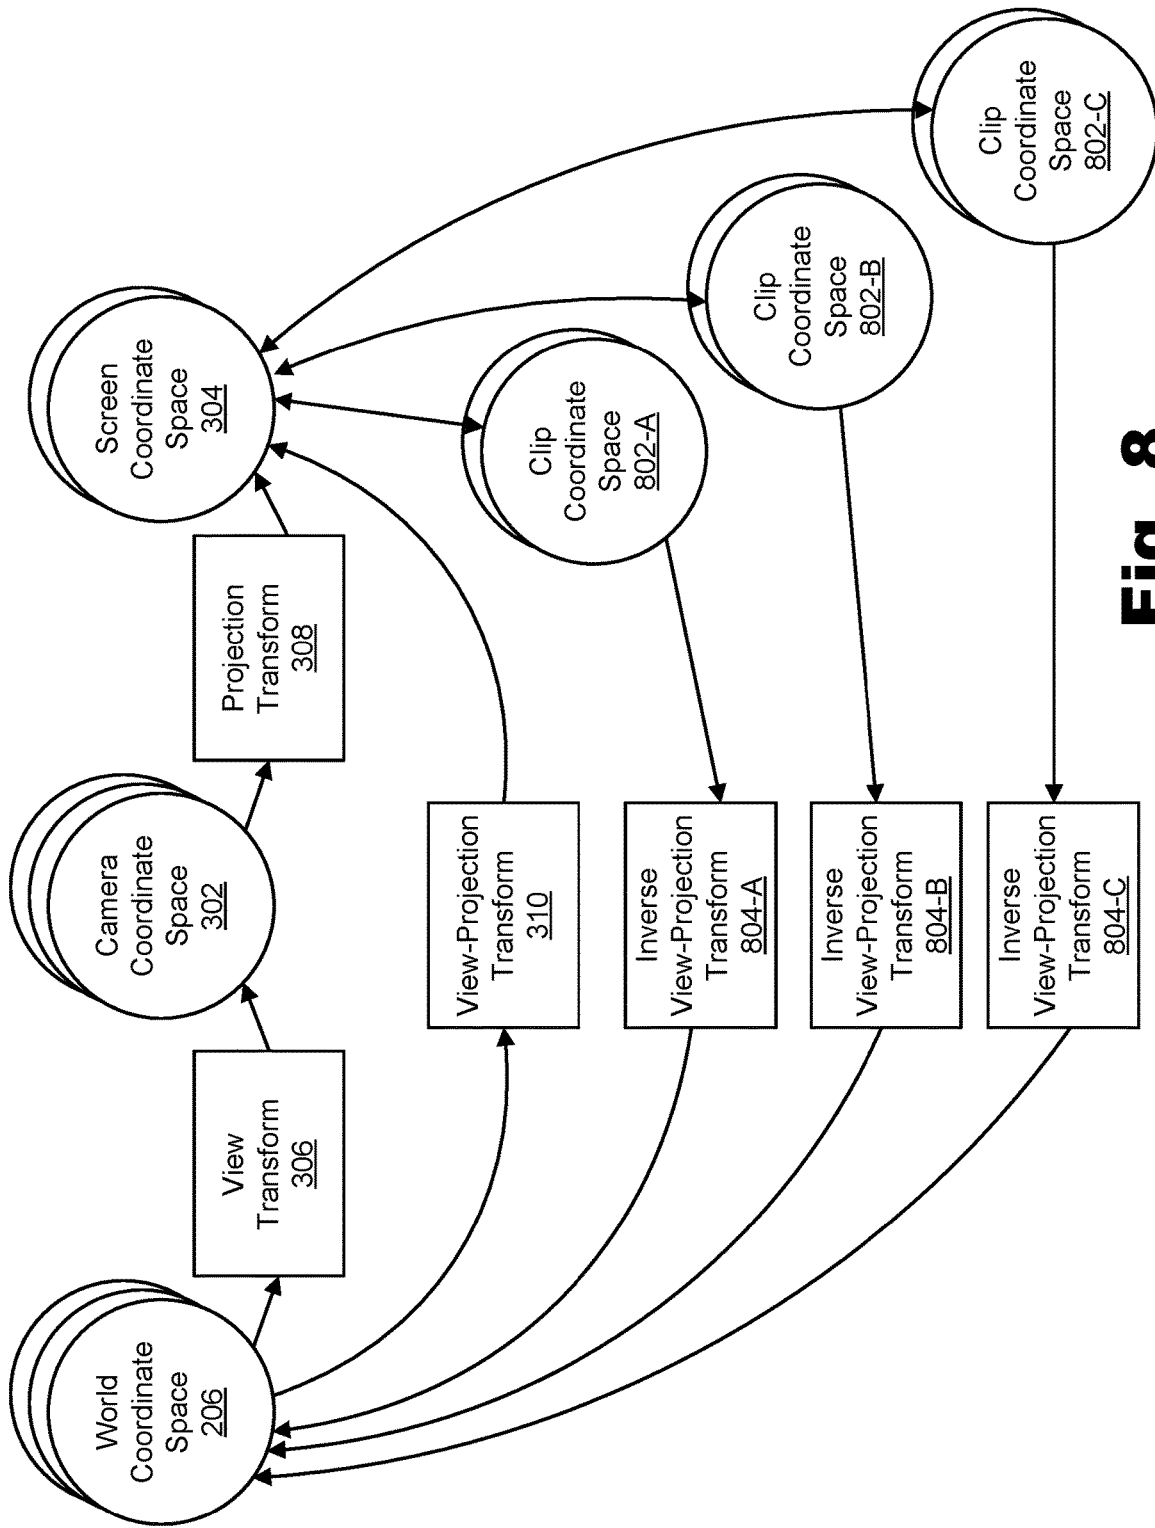 World
Coordinate
Space
206
View
Transform
306
Camera
Coordinate
Space
302
Projection
Transform
308
Screen
Coordinate
Space
304
View-Projection
Transform
310
Inverse
View-Projection
Transform
804-A
Inverse
View-Projection
Transform
804-B
Inverse
View-Projection
Transform
804-C
Clip
Coordinate
Space
802-A
Clip
Coordinate
Space
802-B
Clip
Coordinate
Space
802-C
Fig. 8